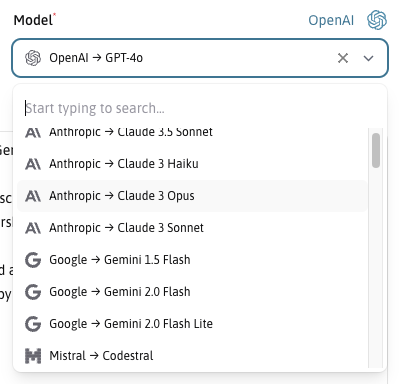 Model*
OpenAI
OpenAI → GPT-4o
Start typing to search...
Anthropic → Claude 3.5 Sonnet
Anthropic → Claude 3 Haiku
Anthropic → Claude 3 Opus
Anthropic → Claude 3 Sonnet
Google → Gemini 1.5 Flash
Google → Gemini 2.0 Flash
Google → Gemini 2.0 Flash Lite
Mistral → Codestral